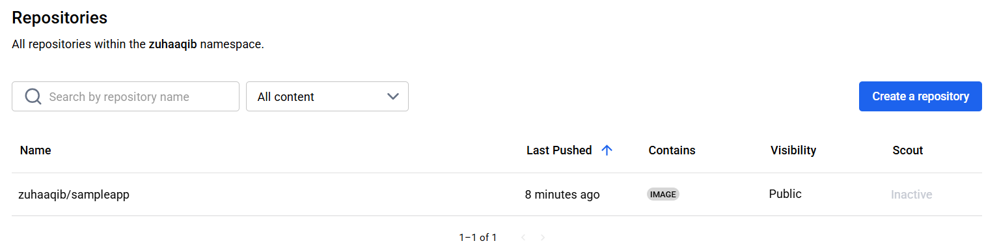 Repositories
All repositories within the zuhaaqib namespace.
Search by repository name
All content
Create a repository
Name Last Pushed Contains Visibility Scout
zuhaaqib/sampleapp 8 minutes ago IMAGE Public Inactive
1–1 of 1